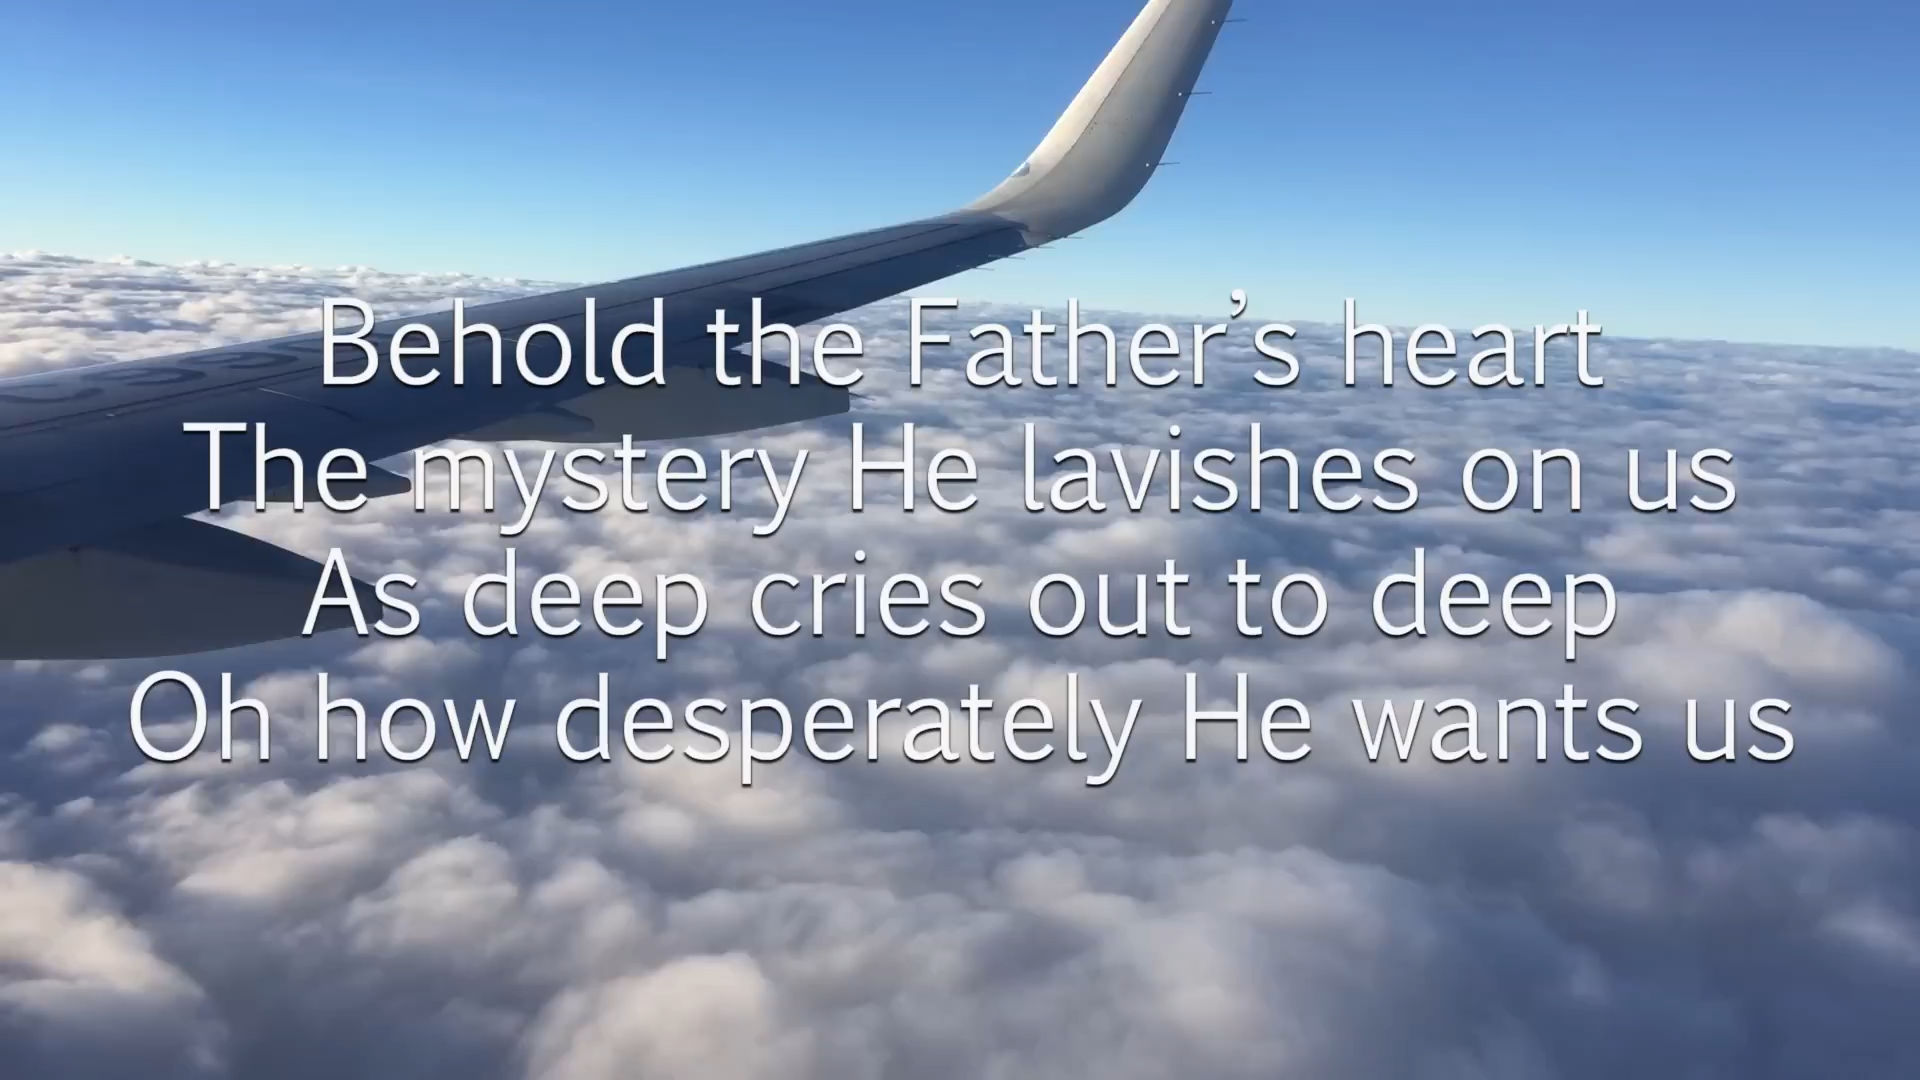 Behold the Father’s heart
The mystery He lavishes on us
As deep cries out to deep
Oh how desperately He wants us